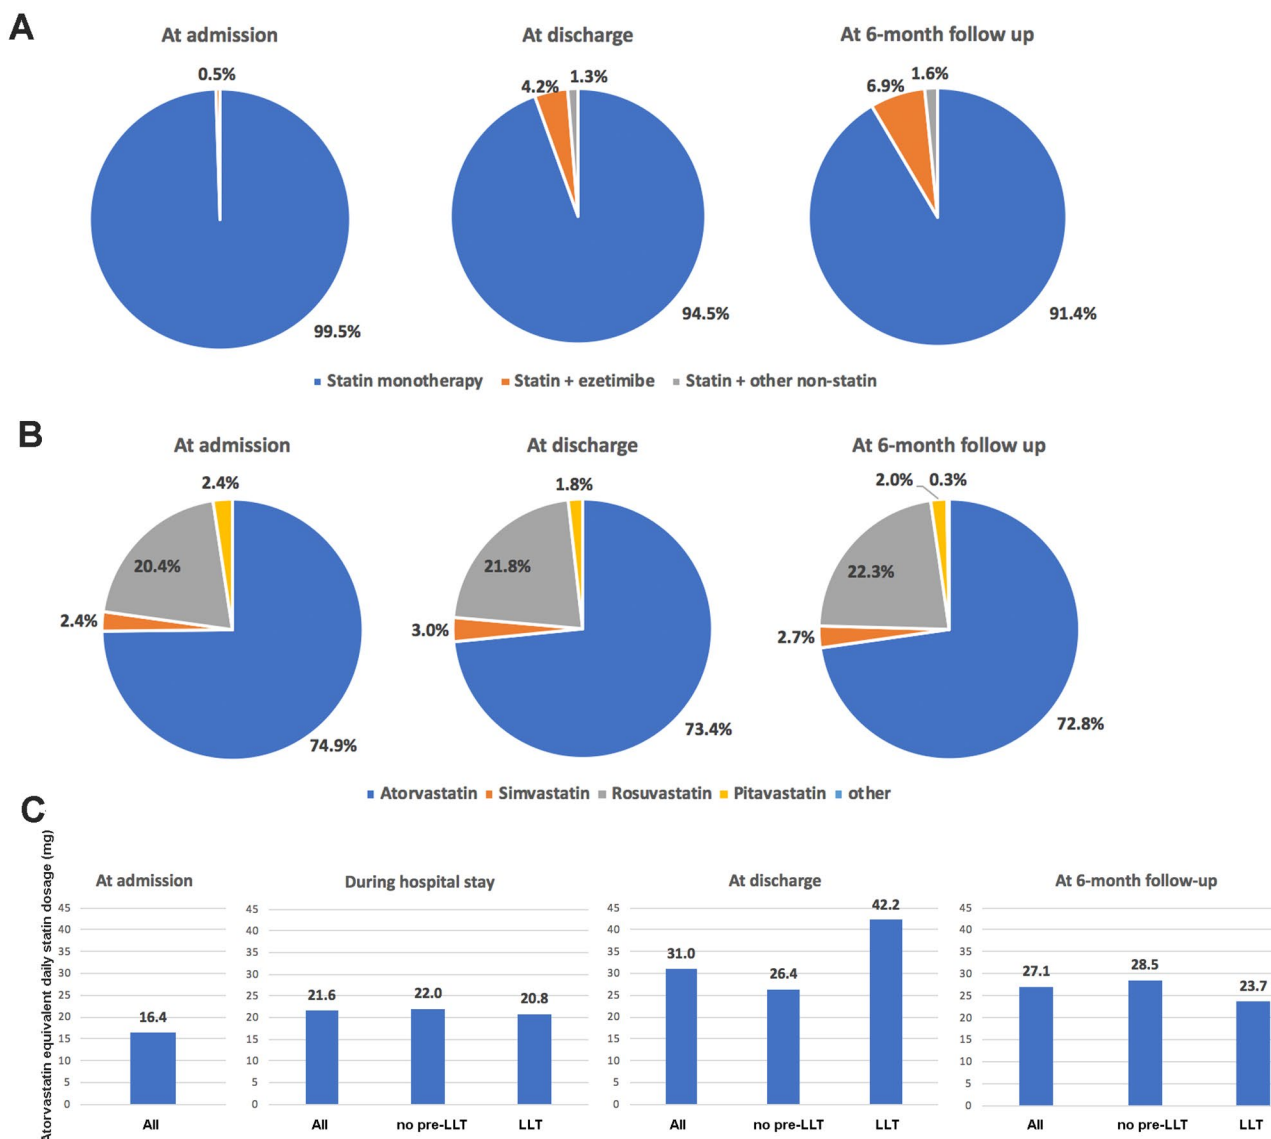 A
At admission
At discharge
At 6-month follow up
0.5%
4.2%
1.3%
6.9%
1.6%
99.5%
94.5%
91.4%
Statin monotherapy
Statin + ezetimibe
Statin + other non-statin
B
At admission
At discharge
At 6-month follow up
2.4%
1.8%
2.0%
0.3%
20.4%
21.8%
22.3%
2.4%
3.0%
2.7%
74.9%
73.4%
72.8%
Atorvastatin
Simvastatin
Rosuvastatin
Pitavastatin
other
C
Atorvastatin equivalent daily statin dosage (mg)
At admission
45
40
35
30
25
20
15
10
5
0
16.4
All
During hospital stay
45
40
35
30
25
20
15
10
5
0
21.6
22.0
20.8
All
no pre-LLT
LLT
At discharge
45
40
35
30
25
20
15
10
5
0
31.0
26.4
42.2
All
no pre-LLT
LLT
At 6-month follow-up
45
40
35
30
25
20
15
10
5
0
27.1
28.5
23.7
All
no pre-LLT
LLT